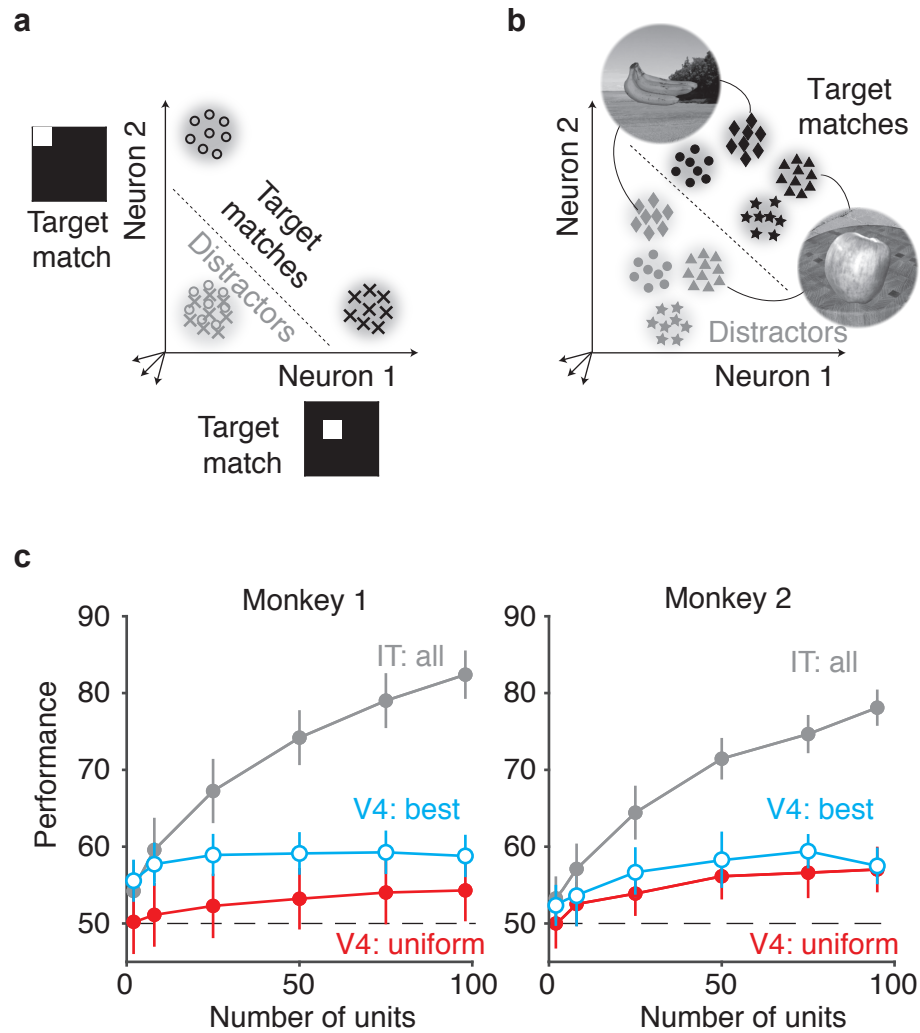 a
Neuron 2
Target
match
Target
matches
Distractors
Neuron 1
Target
match
b
Neuron 2
Target
matches
Distractors
Neuron 1
c
Monkey 1
Performance
90
80
70
60
50
IT: all
V4: best
V4: uniform
0
50
100
Number of units
Monkey 2
90
80
70
60
50
IT: all
V4: best
V4: uniform
0
50
100
Number of units